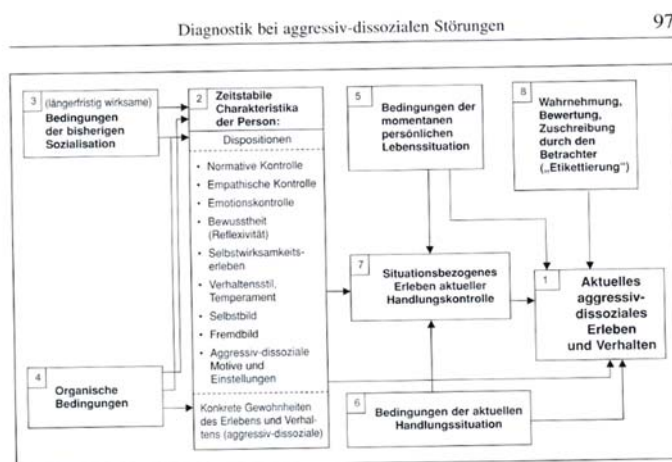 Diagnostik bei aggressiv-dissozialen Störungen 97
3 (längerfristig wirksame)
Bedingungen
der bisherigen
Sozialisation
4
Organische
Bedingungen
2 Zeitstabile
Charakteristika
der Person:
Dispositionen
• Normative Kontrolle
• Empathische Kontrolle
• Emotionskontrolle
• Bewusstheit
(Reflexivität)
• Selbstwirksamkeits-
erleben
• Verhaltensstil,
Temperament
• Selbstbild
• Fremdbild
• Aggressiv-dissoziale
Motive und
Einstellungen
Konkrete Gewohnheiten
des Erlebens und Verhal-
tens (aggressiv-dissoziale)
5
Bedingungen der
momentanen
persönlichen
Lebenssituation
8
Wahrnehmung,
Bewertung,
Zuschreibung
durch den
Betrachter
(„Etikettierung")
7
Situationsbezogenes
Erleben aktueller
Handlungskontrolle
1
Aktuelles
aggressiv-
dissoziales
Erleben
und Verhalten
6
Bedingungen der aktuellen
Handlungssituation